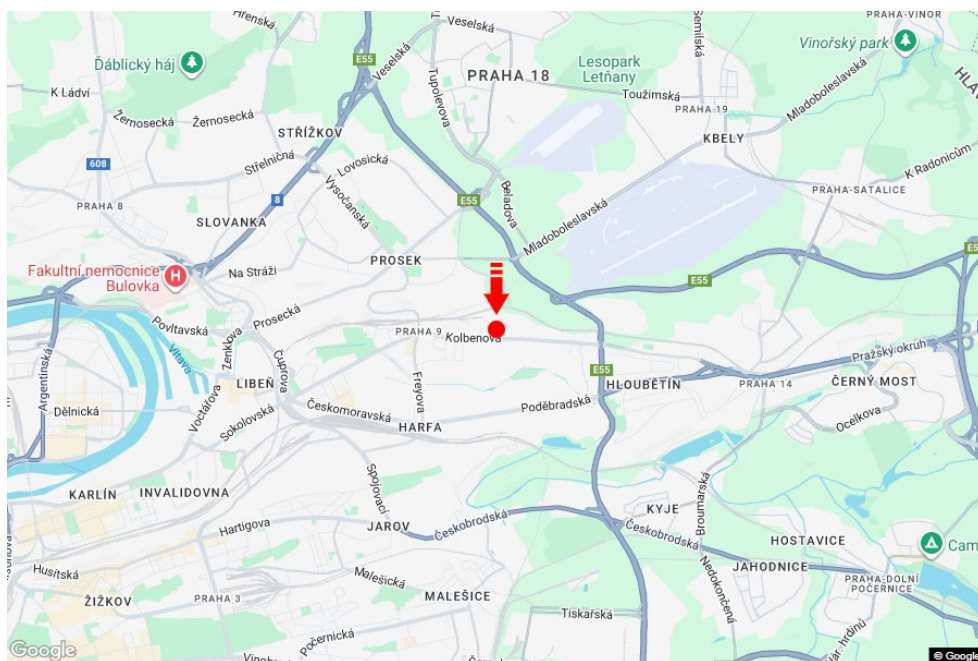 Hřenská
Veselská
Semilská
PRAHA-VINOR
Ďáblický háj
E55
Veselská
Tupolevova
PRAHA 18
Lesopark
Letňany
Vinořský park
K Ládví
Žernosecká
Žernosecká
Toužimská
PRAHA 19
Mladoboleslavská
STŘÍŽKOV
KBELY
608
Střelničná
Lovosická
Vysočanská
K Radonicům
PRAHA 8
8
E55
Beladova
PRAHA-SATALICE
SLOVANKA
Mladoboleslavská
E55
Fakultní nemocnice
Bulovka
H
Na Stráži
PROSEK
E55
Povltavská
Prosecká
Zenklova
PRAHA 9
Kolbenova
Vltava
Čuprova
Pražský okruh
Argentinská
Voctářova
LIBEŇ
Freyova
E55
HLOUBĚTÍN
PRAHA 14
ČERNÝ MOST
Dělnická
Sokolovská
Českomoravská
Poděbradská
Ocelkova
HARFA
KARLÍN
INVALIDOVNA
Spojovací
KYJE
Broumarská
Hartigova
JAROV
Českobrodská
Českobrodská
HOSTAVICE
Husitská
Malešická
Nedokončená
JAHODNICE
PRAHA-DOLNÍ
POČERNICE
ŽIŽKOV
PRAHA 3
MALEŠICE
Tiskařská
Počernická
Google
© Google